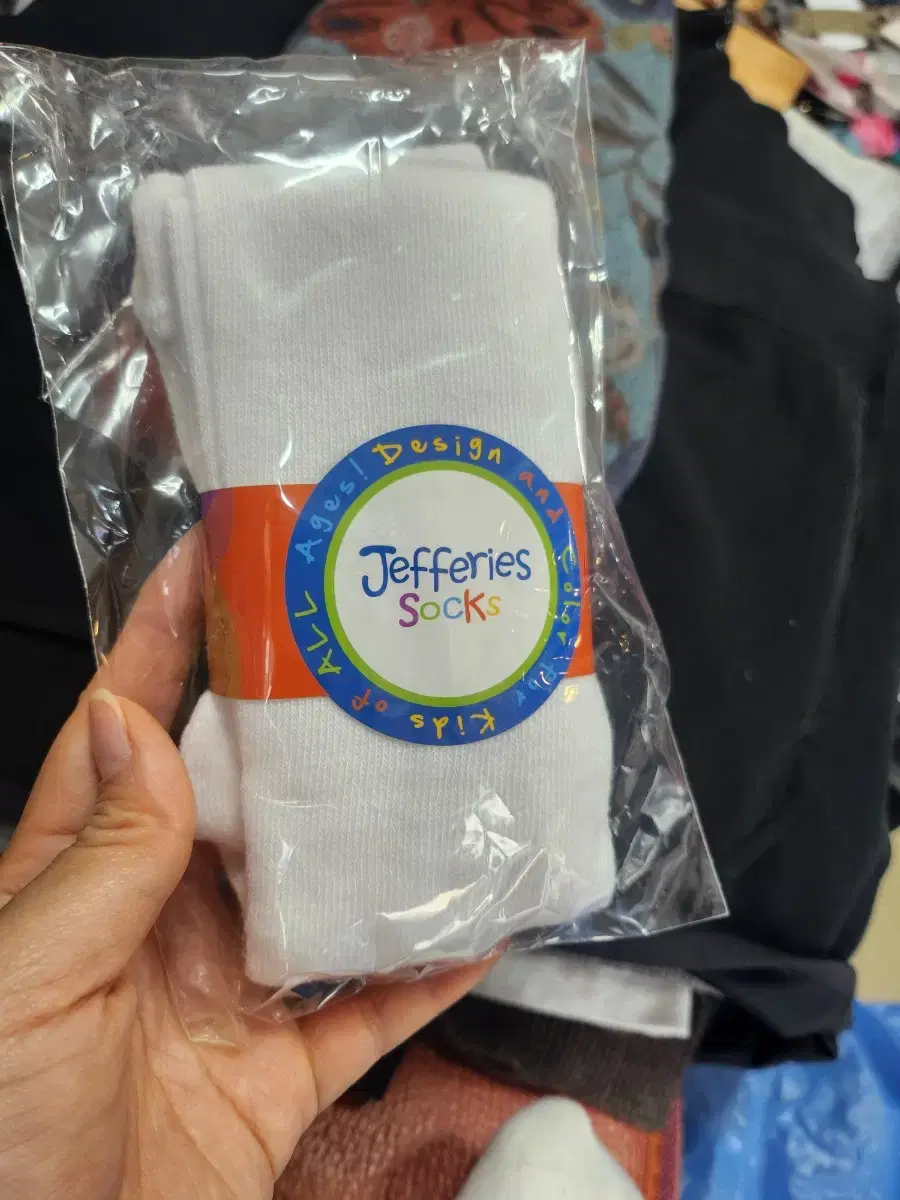 Jefferies
Socks
Design and Color for Kids of ALL Ages!